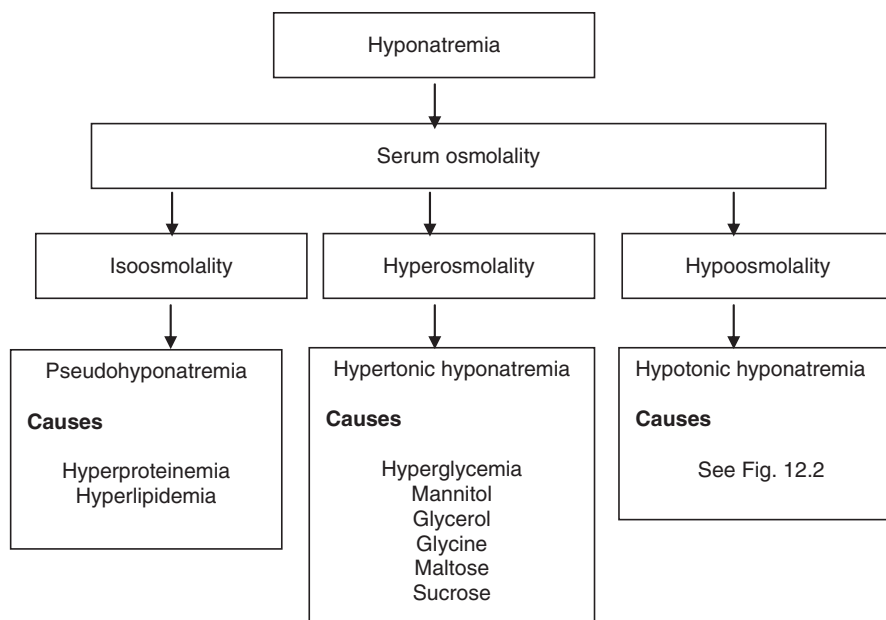 Hyponatremia
Serum osmolality
Isoosmolality
Hyperosmolality
Hypoosmolality
Pseudohyponatremia
Causes
Hyperproteinemia
Hyperlipidemia
Hypertonic hyponatremia
Causes
Hyperglycemia
Mannitol
Glycerol
Glycine
Maltose
Sucrose
Hypotonic hyponatremia
Causes
See Fig. 12.2